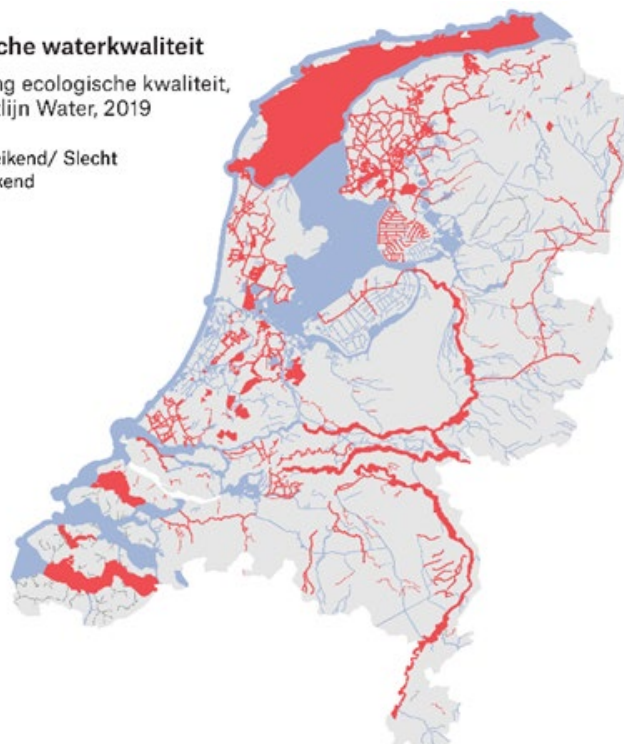 che waterkwaliteit
ng ecologische kwaliteit,
lijn Water, 2019
eikend/ Slecht
kend